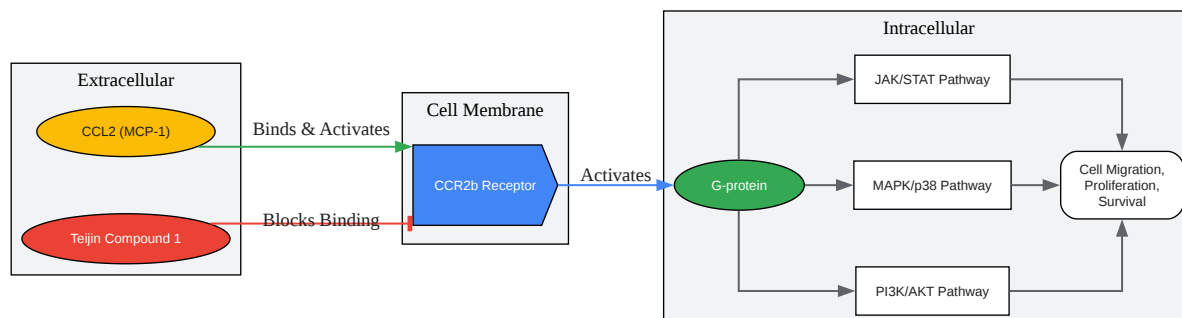 Extracellular
CCL2 (MCP-1)
Teijin Compound 1
Binds & Activates
Blocks Binding
Cell Membrane
CCR2b Receptor
Activates
Intracellular
G-protein
JAK/STAT Pathway
MAPK/p38 Pathway
PI3K/AKT Pathway
Cell Migration,
Proliferation,
Survival